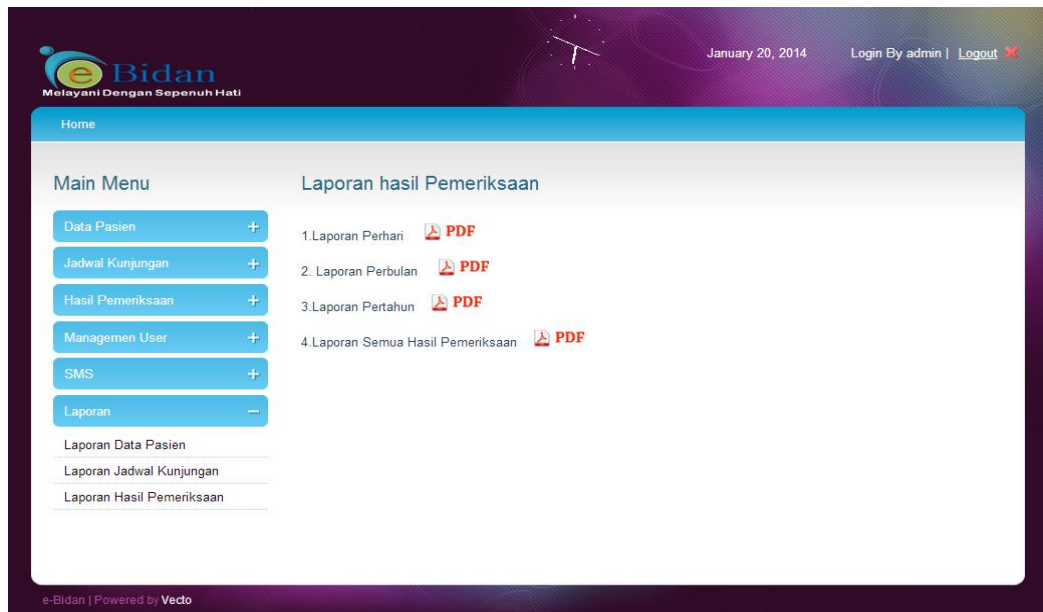 e Bidan
Melayani Dengan Sepenuh Hati
January 20, 2014 Login By admin | Logout
Home
Main Menu
Data Pasien
Jadwal Kunjungan
Hasil Pemeriksaan
Managemen User
SMS
Laporan
Laporan Data Pasien
Laporan Jadwal Kunjungan
Laporan Hasil Pemeriksaan
Laporan hasil Pemeriksaan
1.Laporan Perhari PDF
2. Laporan Perbulan PDF
3.Laporan Pertahun PDF
4.Laporan Semua Hasil Pemeriksaan PDF
e-Bidan | Powered by Vecto